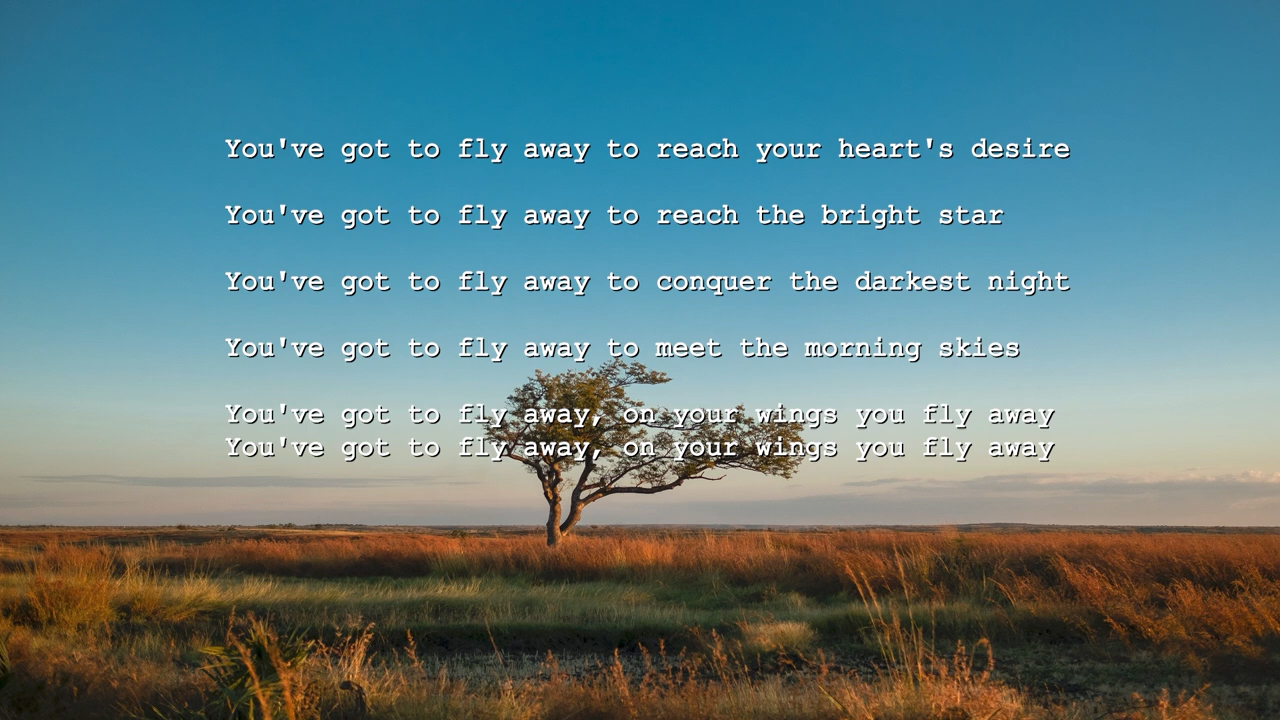 You've got to fly away to reach your heart's desire
You've got to fly away to reach the bright star
You've got to fly away to conquer the darkest night
You've got to fly away to meet the morning skies
You've got to fly away, on your wings you fly away
You've got to fly away, on your wings you fly away